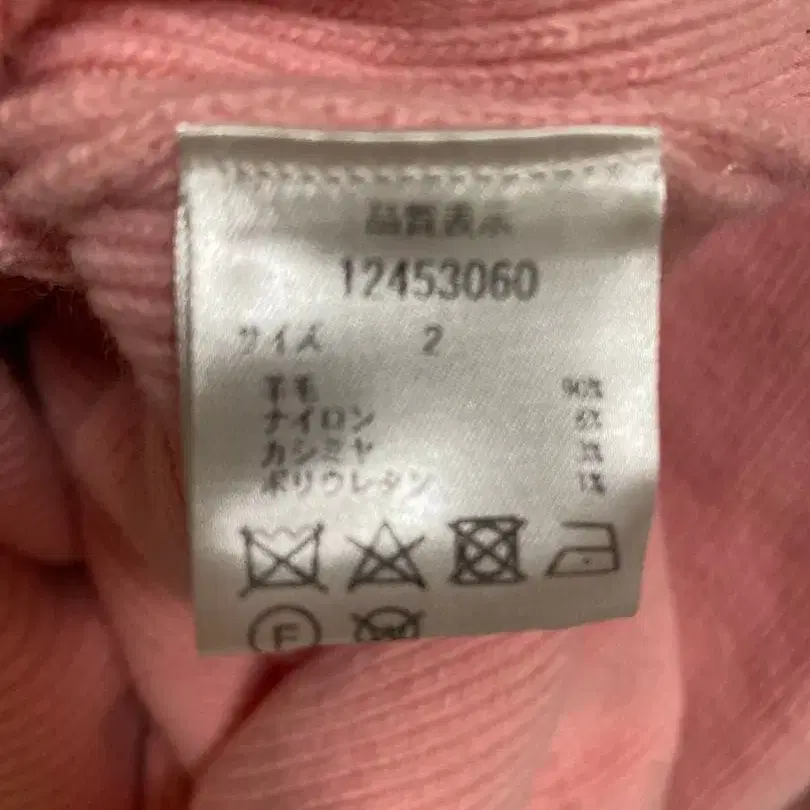 品質表示
12453060
サイズ 2
羊毛 90%
ナイロン
カシミヤ
ポリウレタン
F